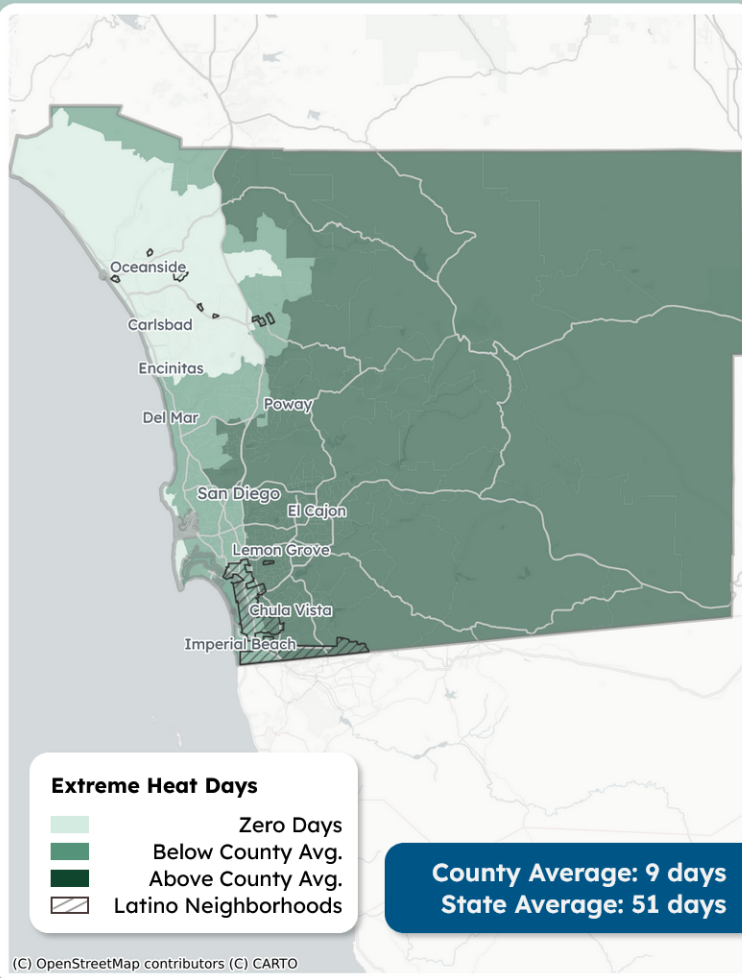 Oceanside
Carlsbad
Encinitas
Del Mar
Poway
San Diego
El Cajon
Lemon Grove
Chula Vista
Imperial Beach
Extreme Heat Days
Zero Days
Below County Avg.
Above County Avg.
Latino Neighborhoods
County Average: 9 days
State Average: 51 days
(C) OpenStreetMap contributors (C) CARTO